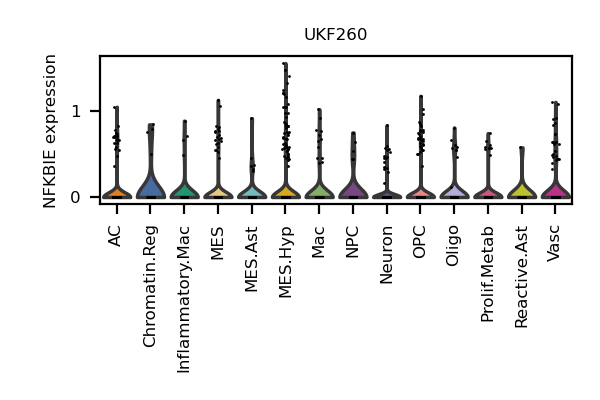 UKF260
NFKBIE expression
1
0
AC
Chromatin.Reg
Inflammatory.Mac
MES
MES.Ast
MES.Hyp
Mac
NPC
Neuron
OPC
Oligo
Prolif.Metab
Reactive.Ast
Vasc